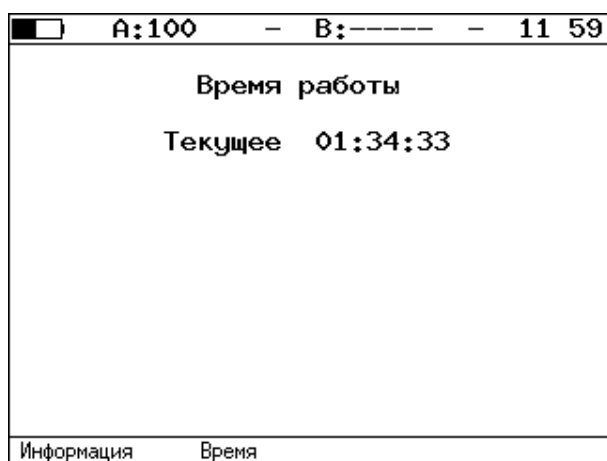 A:100 – B:----- – 11 59
Время работы
Текущее 01:34:33
Информация Время